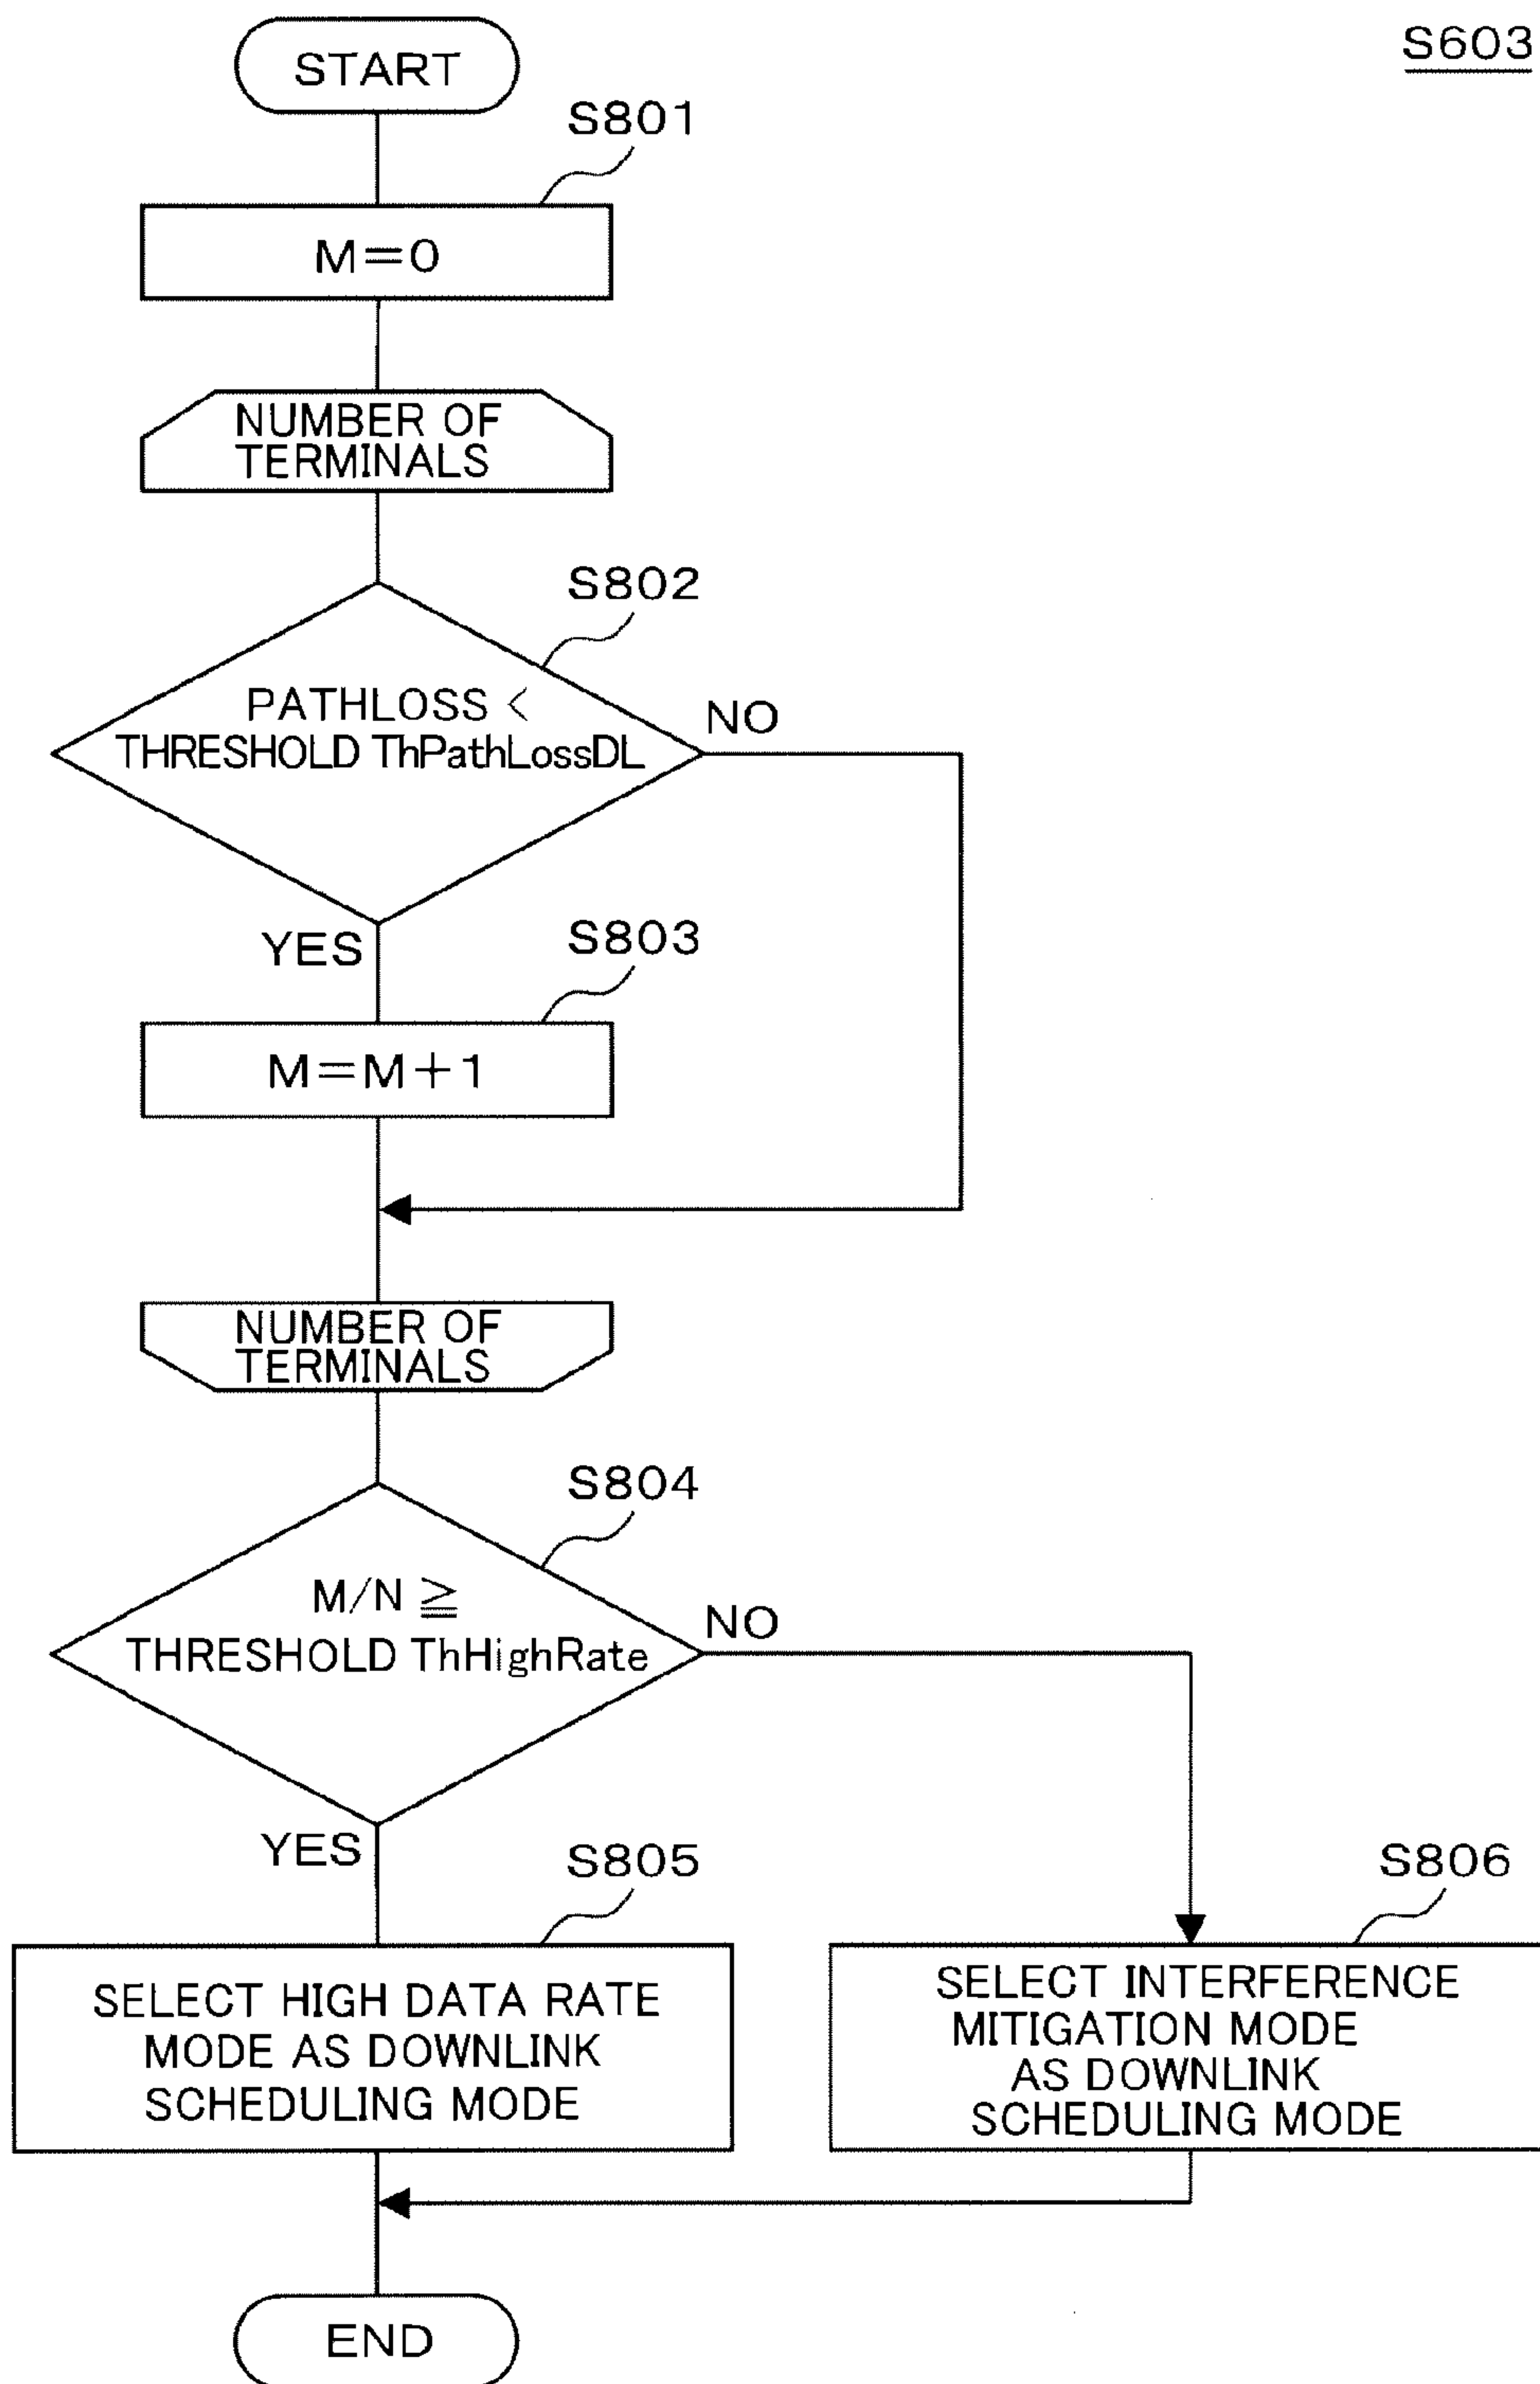 S603
START
S801
M=0
NUMBER OF
TERMINALS
S802
PATHLOSS <
THRESHOLD ThPathLossDL
NO
YES
S803
M=M+1
NUMBER OF
TERMINALS
S804
M/N ≧
THRESHOLD ThHighRate
NO
YES
S805
SELECT HIGH DATA RATE
MODE AS DOWNLINK
SCHEDULING MODE
S806
SELECT INTERFERENCE
MITIGATION MODE
AS DOWNLINK
SCHEDULING MODE
END